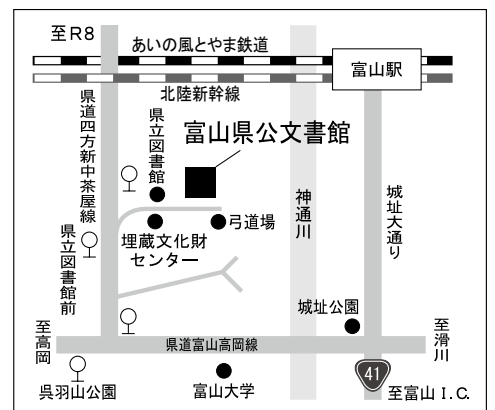 至R8
あいの風とやま鉄道
富山駅
北陸新幹線
県道四方新中茶屋線
県立図書館
富山県公文書館
神通川
城址大通り
弓道場
埋蔵文化財
センター
県立図書館前
城址公園
至高岡
県道富山高岡線
至滑川
呉羽山公園
富山大学
41
至富山I.C.